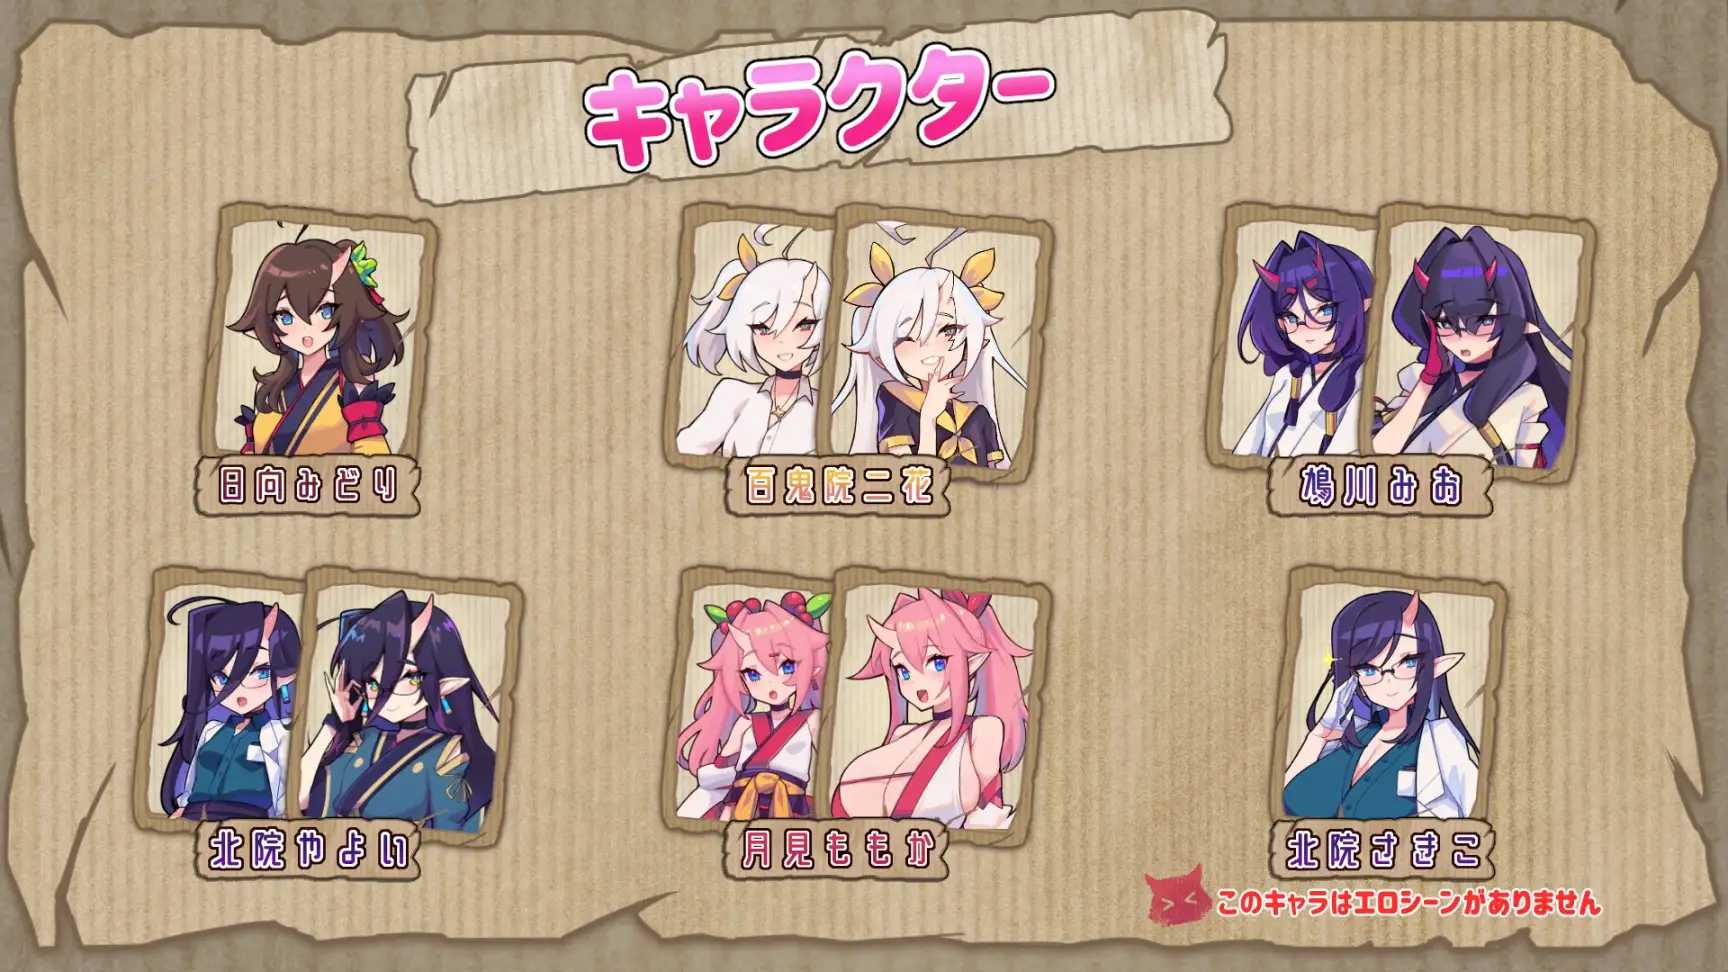 キャラクター
日向みどり
百鬼院二花
鳩川みお
北院やよい
月見ももか
北院さきこ
このキャラはエロシーンがありません